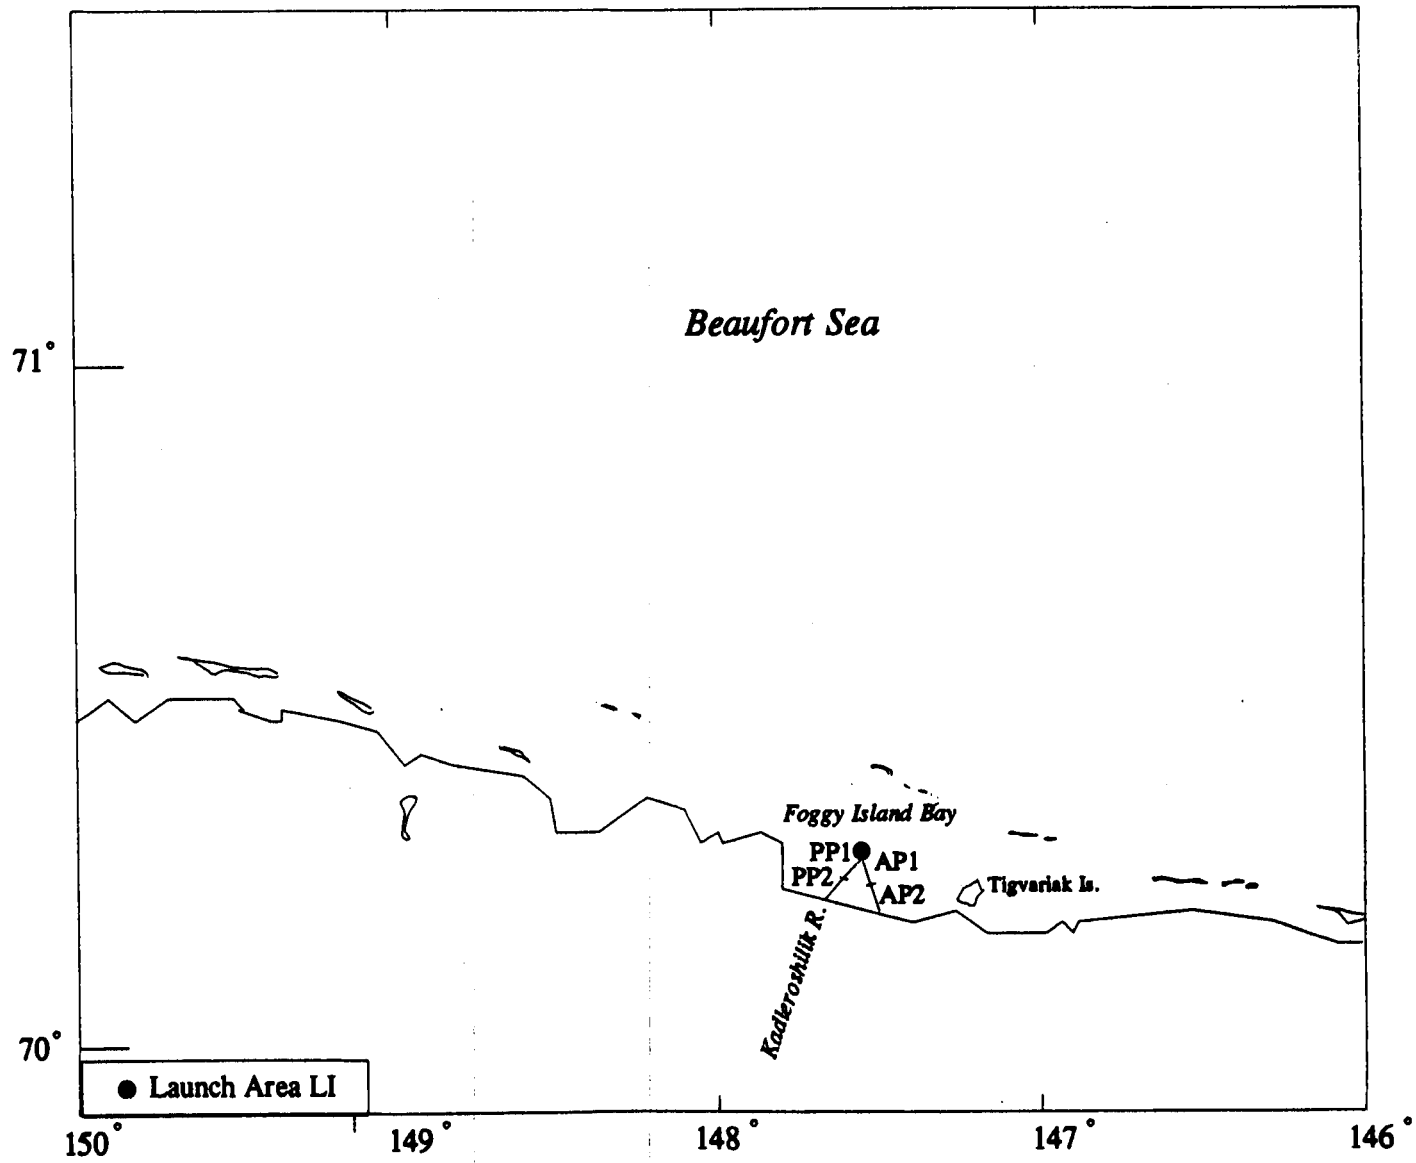 Beaufort Sea
71°
Foggy Island Bay
PP1
AP1
PP2
Tigvariak Is.
AP2
Kadleroshilik R.
70°
Launch Area LI
150°
149°
148°
147°
146°